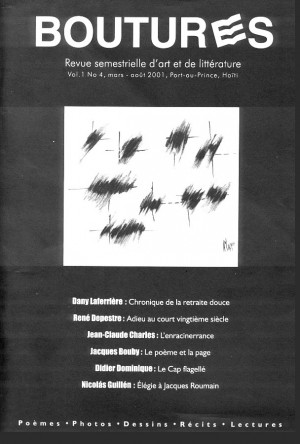 BOUTURES
Revue semestrielle d'art et de littérature
Vol.1 No 4, mars - août 2001, Port-au-Prince, Haïti
Dany Laferrière : Chronique de la retraite douce
René Depestre : Adieu au court vingtième siècle
Jean-Claude Charles : L'enracinerrance
Jacques Bouby : Le poème et la page
Didier Dominique : Le Cap flagellé
Nicolás Guillén : Élégie à Jacques Roumain
Poèmes • Photos • Dessins • Récits • Lectures